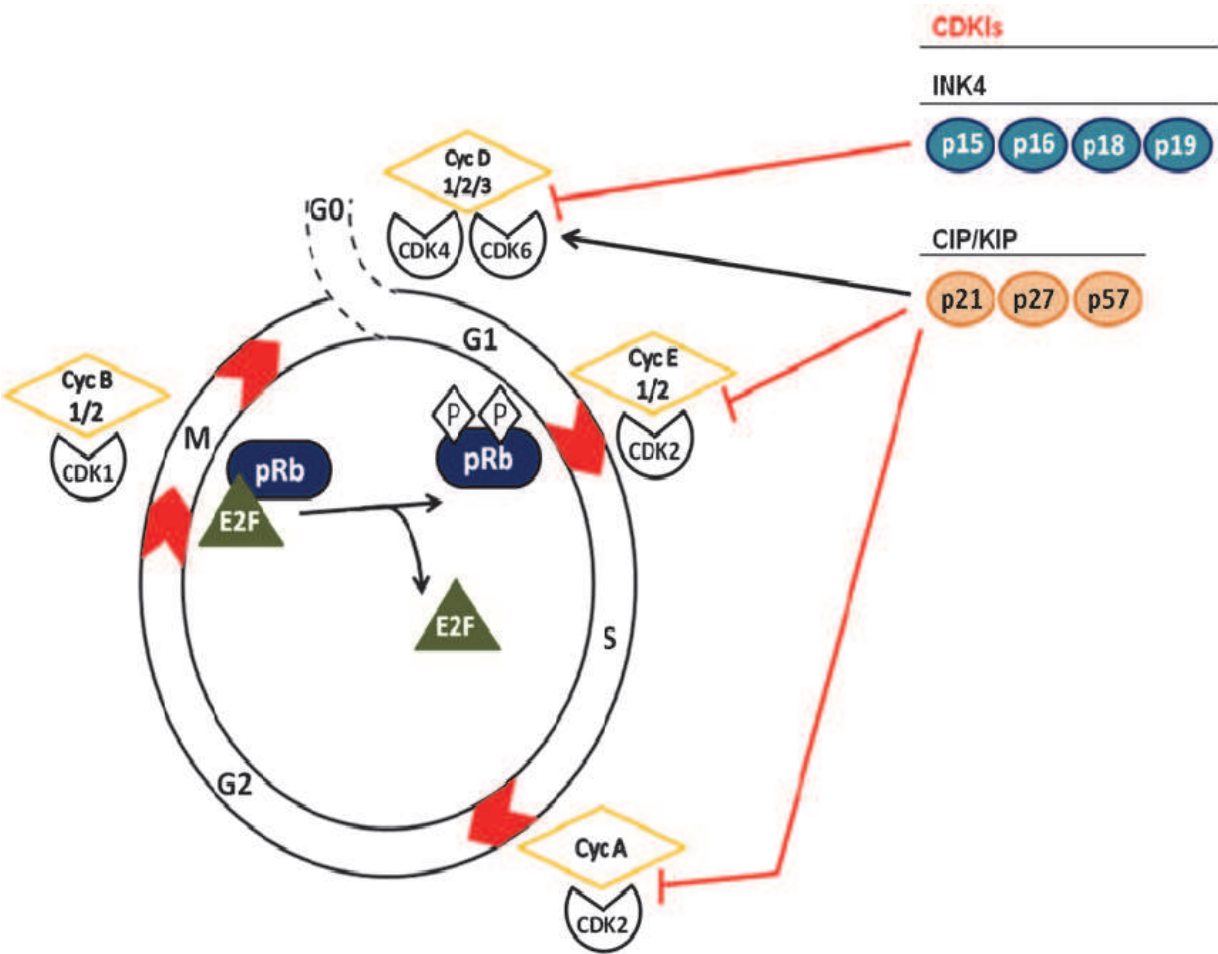 CDKIs
INK4
p15 p16 p18 p19
CIP/KIP
p21 p27 p57
Cyc D
1/2/3
CDK4 CDK6
G0
G1
Cyc E
1/2
CDK2
Cyc B
1/2
CDK1
M
P P
pRb
pRb
E2F
E2F
S
G2
Cyc A
CDK2